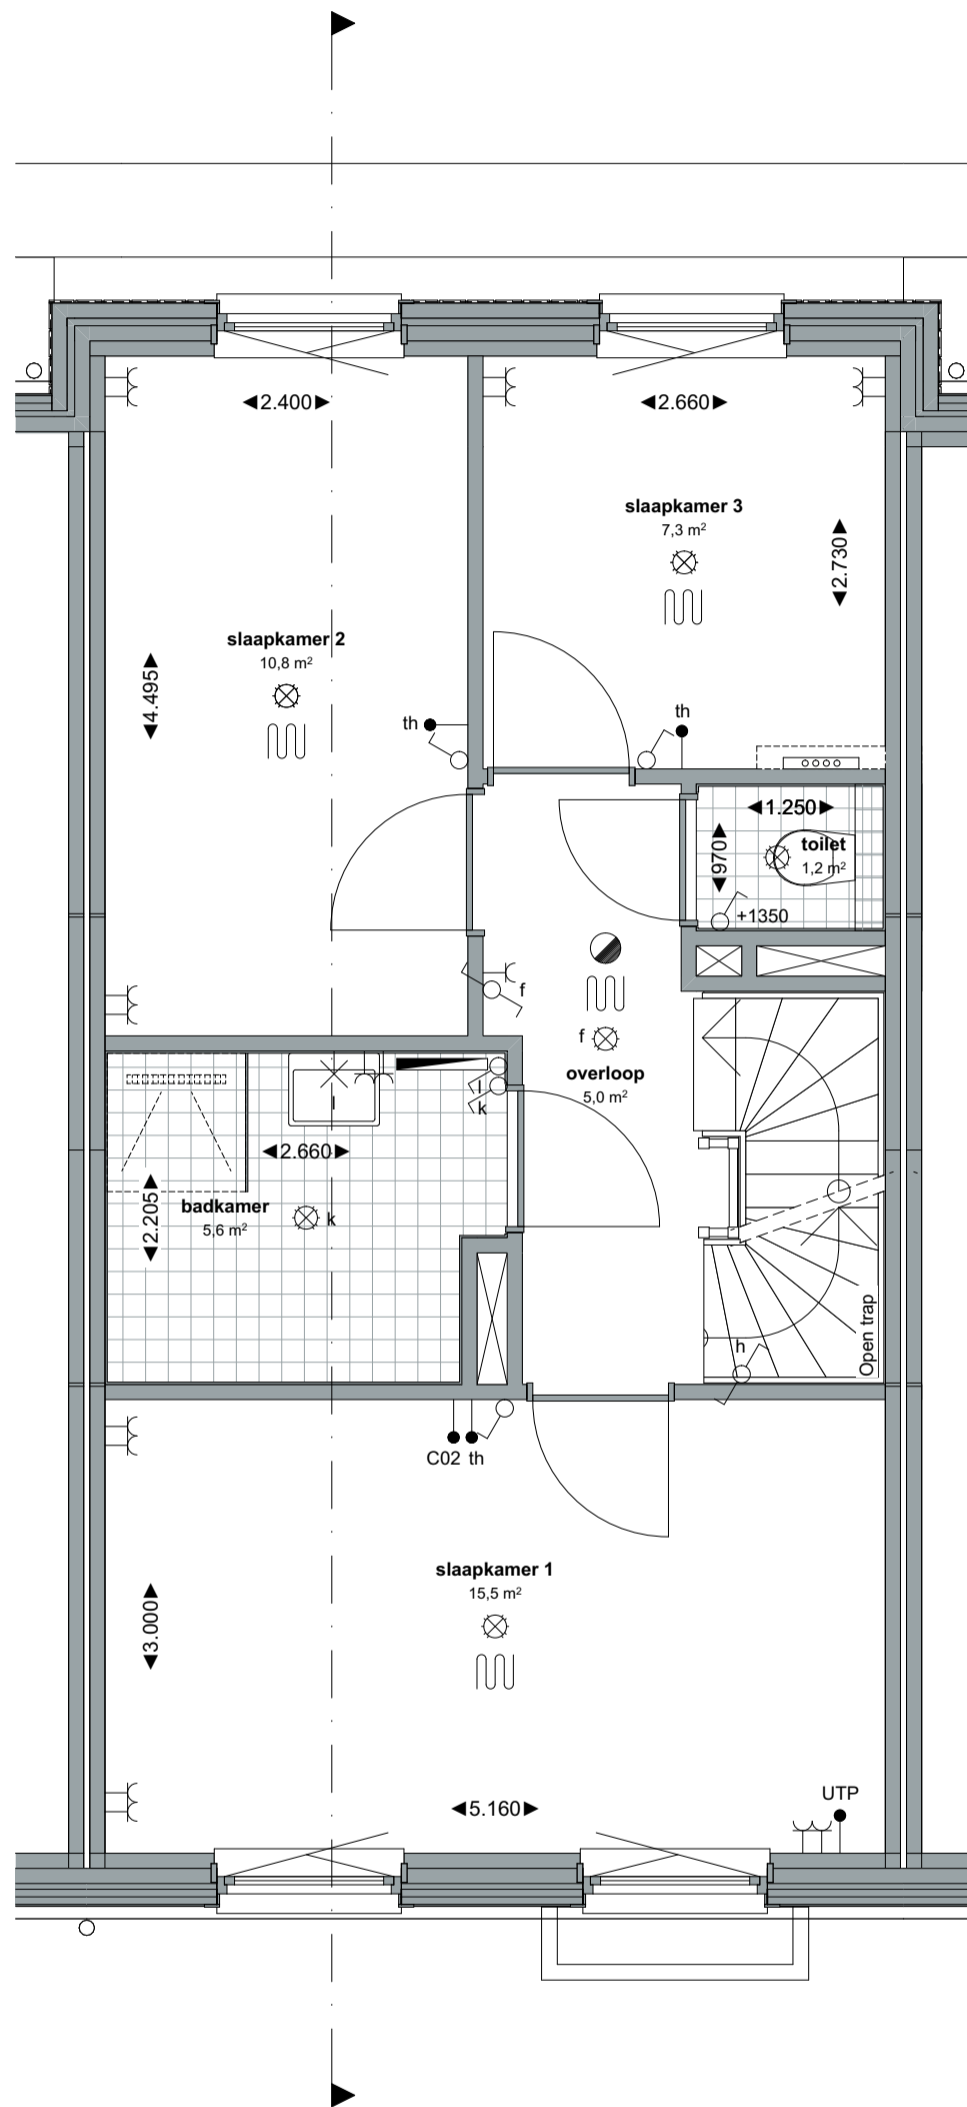 2.400
2.660
slaapkamer 3
7,3 m²
2.730
slaapkamer 2
10,8 m²
4.495
th
th
1.250
toilet
1,2 m²
970
+1350
f
f
overloop
5,0 m²
l
k
l
2.660
2.205
badkamer
5,6 m²
k
Open trap
h
C02 th
slaapkamer 1
15,5 m²
3.000
5.160
UTP